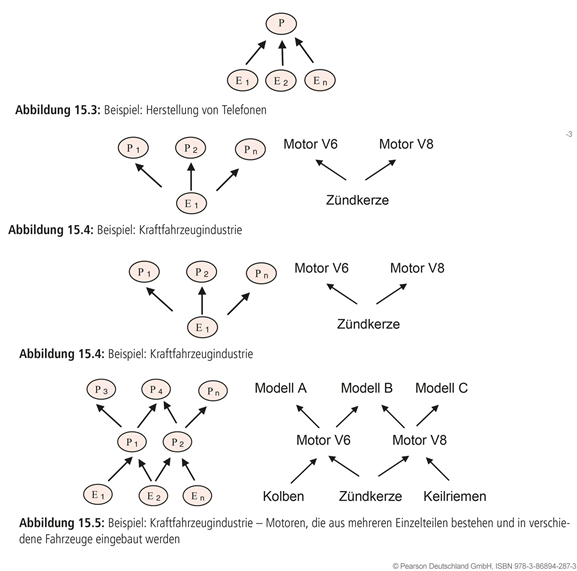 P
E 1 E 2 E n
Abbildung 15.3: Beispiel: Herstellung von Telefonen
-3
P 1 P 2 P n Motor V6 Motor V8
E 1 Zündkerze
Abbildung 15.4: Beispiel: Kraftfahrzeugindustrie
P 1 P 2 P n Motor V6 Motor V8
E 1 Zündkerze
Abbildung 15.4: Beispiel: Kraftfahrzeugindustrie
P 3 P 4 P n Modell A Modell B Modell C
P 1 P 2 Motor V6 Motor V8
E 1 E 2 E n Kolben Zündkerze Keilriemen
Abbildung 15.5: Beispiel: Kraftfahrzeugindustrie – Motoren, die aus mehreren Einzelteilen bestehen und in verschie-
dene Fahrzeuge eingebaut werden
© Pearson Deutschland GmbH, ISBN 978-3-86894-287-3